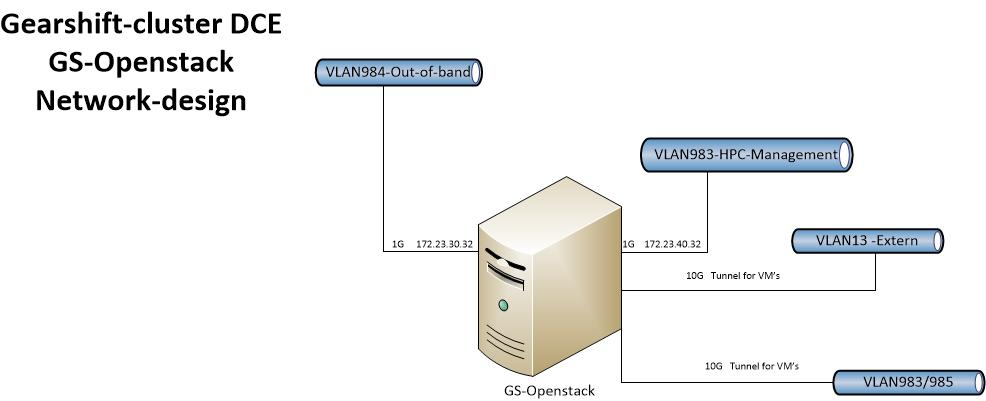 Gearshift-cluster DCE
GS-Openstack
Network-design
VLAN984-Out-of-band
VLAN983-HPC-Management
VLAN13 -Extern
1G 172.23.30.32
1G 172.23.40.32
10G Tunnel for VM's
10G Tunnel for VM's
VLAN983/985
GS-Openstack